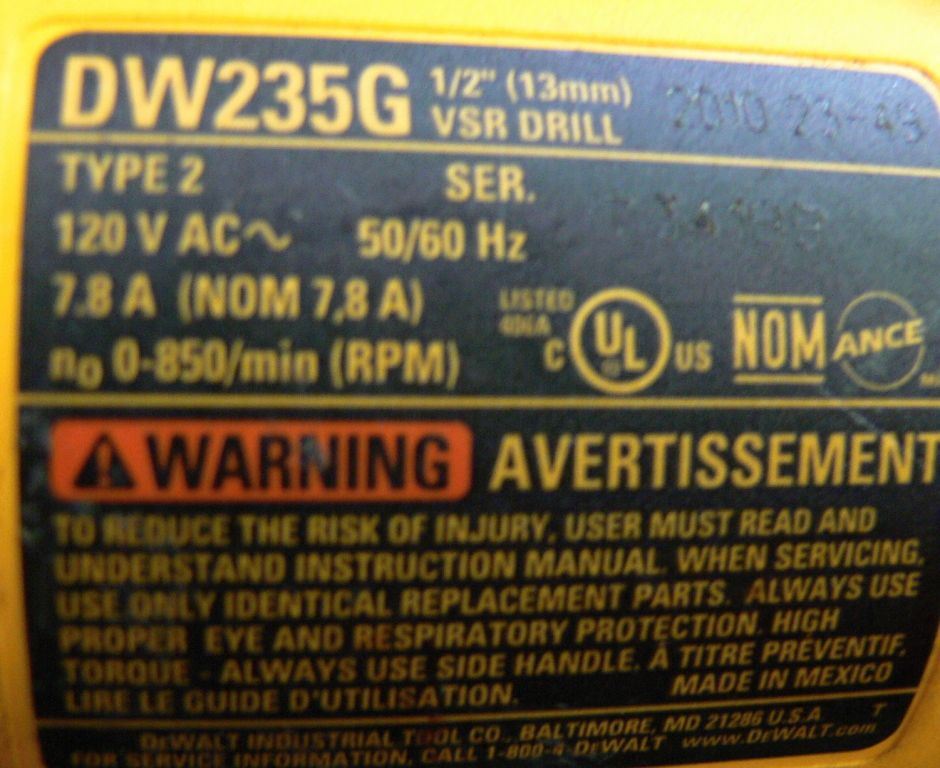 DW235G 1/2" (13mm)
VSR DRILL
2010 23-49
TYPE 2 SER.
120 V AC~ 50/60 Hz
7.8 A (NOM 7,8 A)
n₀ 0-850/min (RPM)
LISTED
C UL US NOM ANCE
WARNING AVERTISSEMENT
TO REDUCE THE RISK OF INJURY, USER MUST READ AND
UNDERSTAND INSTRUCTION MANUAL. WHEN SERVICING,
USE ONLY IDENTICAL REPLACEMENT PARTS. ALWAYS USE
PROPER EYE AND RESPIRATORY PROTECTION. HIGH
TORQUE - ALWAYS USE SIDE HANDLE. À TITRE PRÉVENTIF,
LIRE LE GUIDE D'UTILISATION. MADE IN MEXICO
DEWALT INDUSTRIAL TOOL CO., BALTIMORE, MD 21286 U.S.A T
FOR SERVICE INFORMATION, CALL 1-800-4-DEWALT www.DEWALT.com